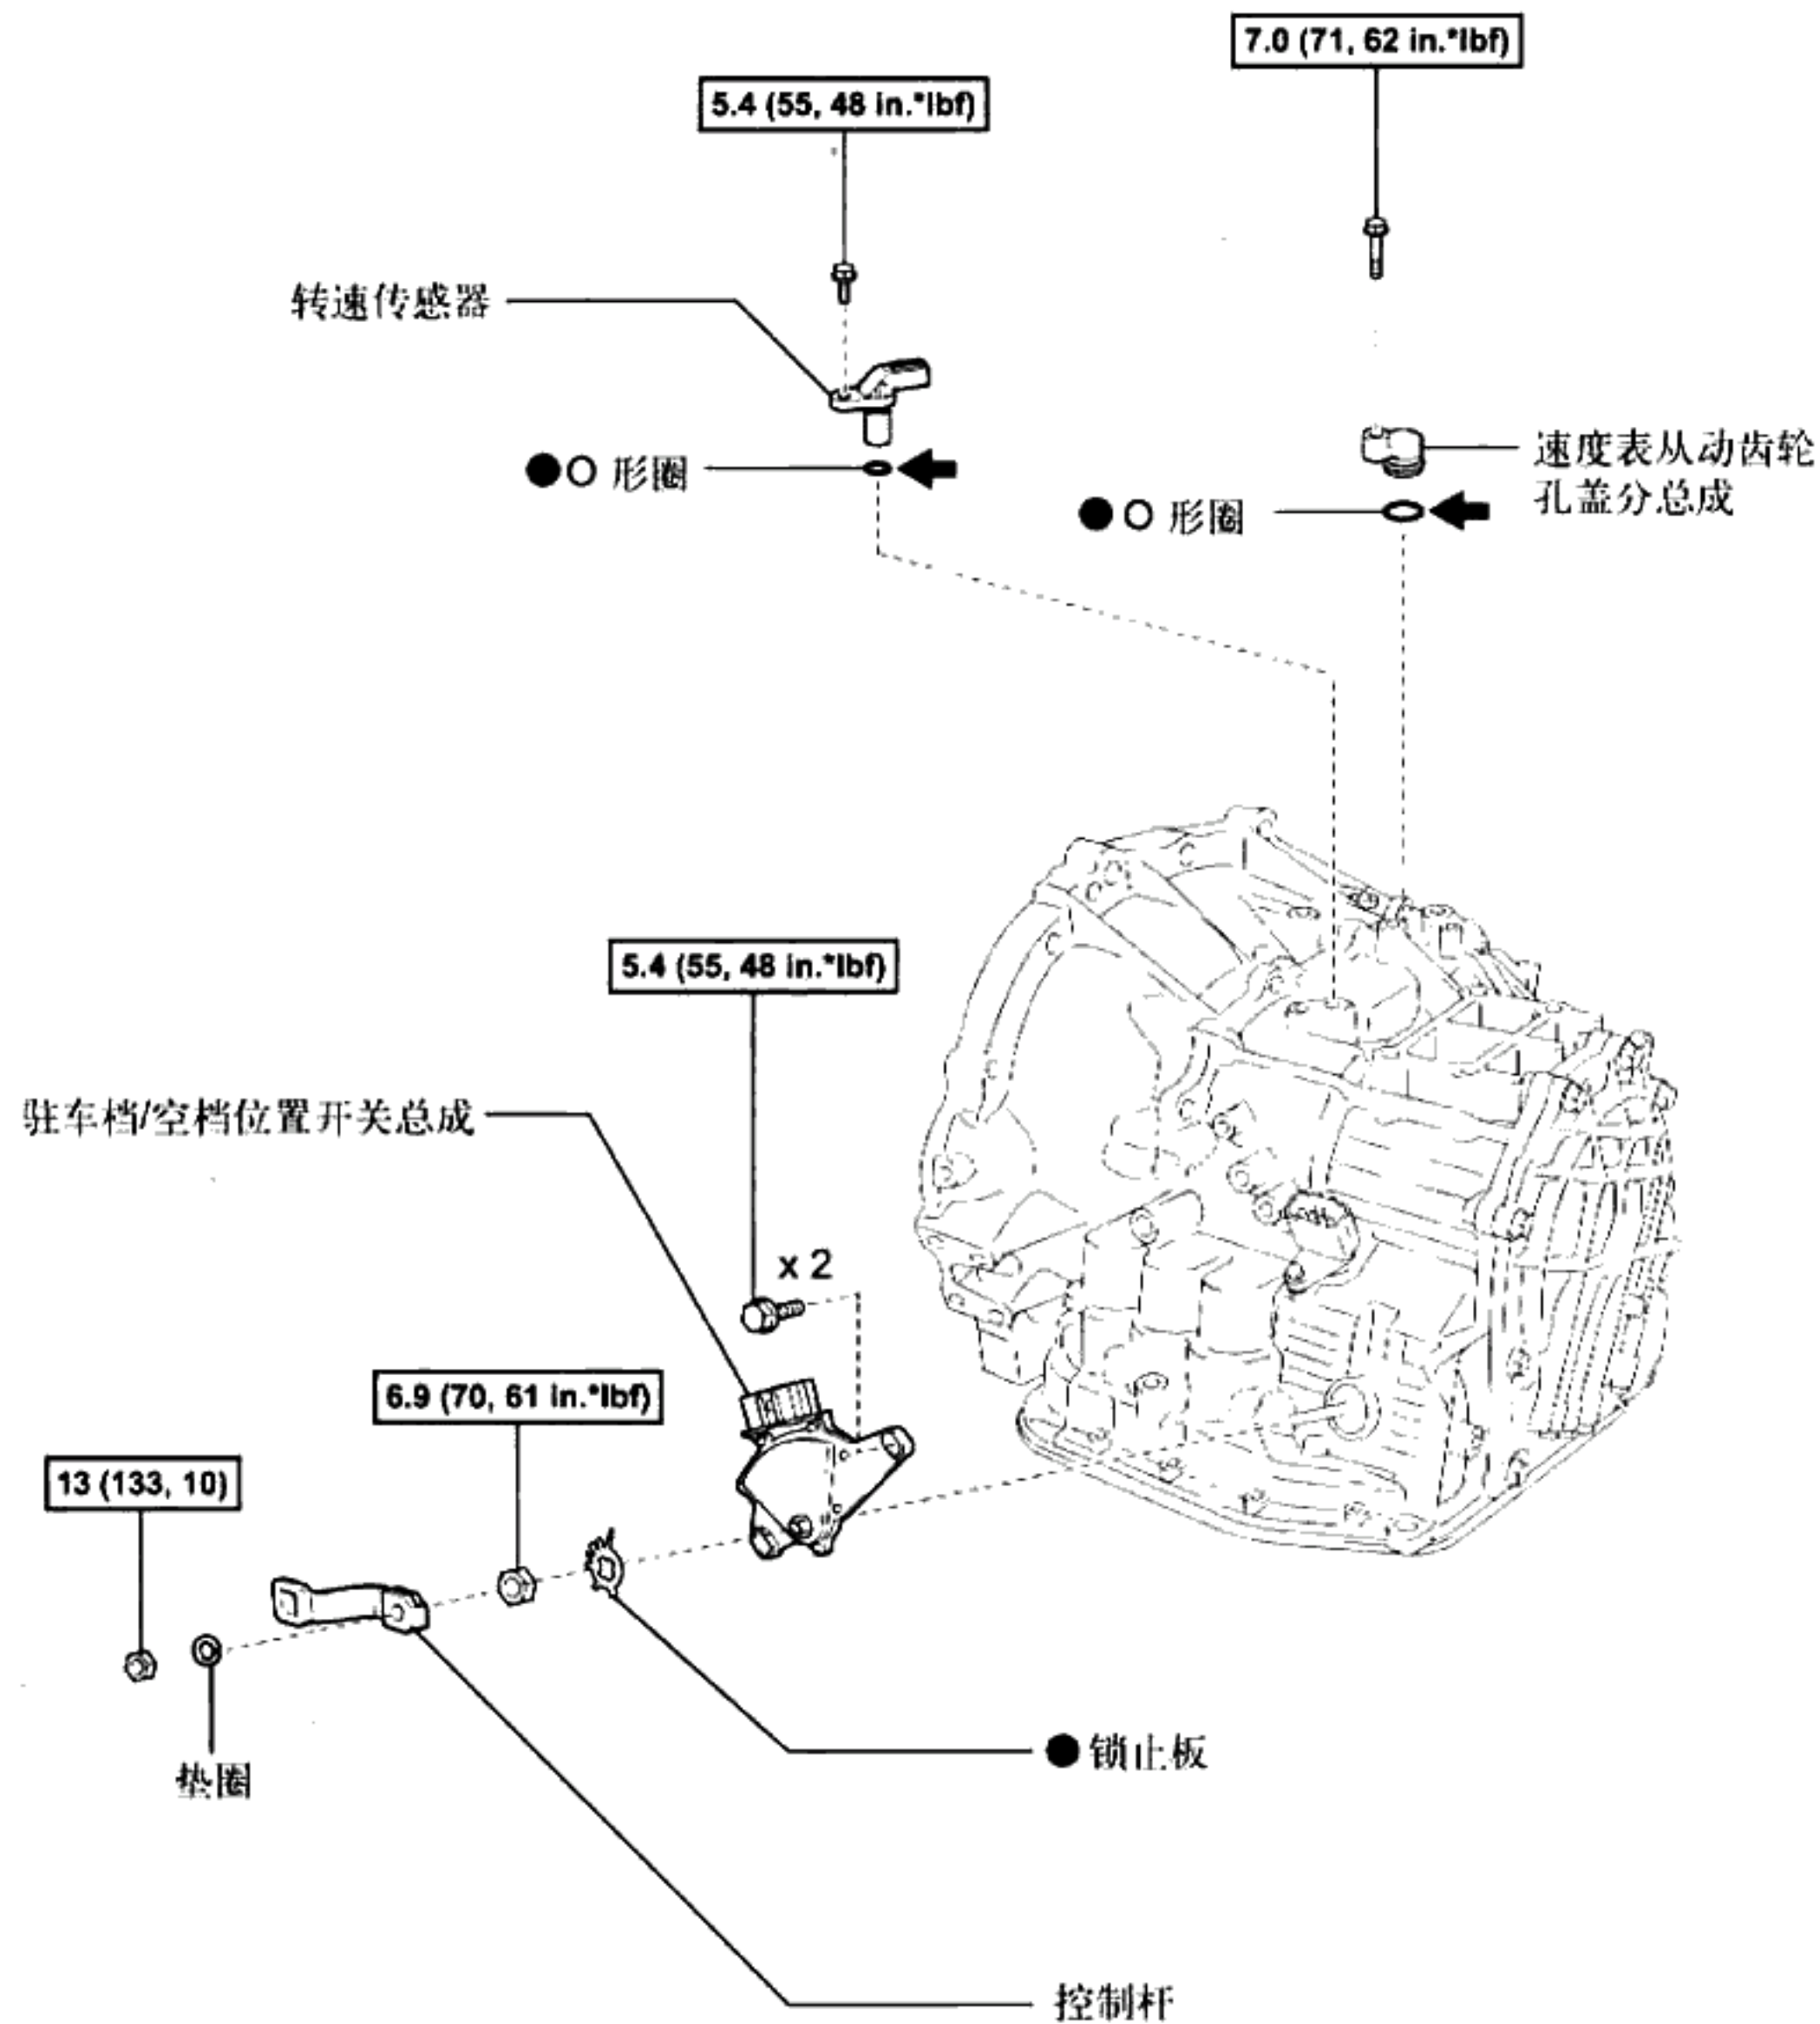 7.0 (71, 62 in.*lbf)
5.4 (55, 48 in.*lbf)
转速传感器
速度表从动齿轮
孔盖分总成
●O 形圈
●O 形圈
5.4 (55, 48 in.*lbf)
驻车档/空档位置开关总成
x 2
6.9 (70, 61 in.*lbf)
13 (133, 10)
●锁止板
垫圈
控制杆